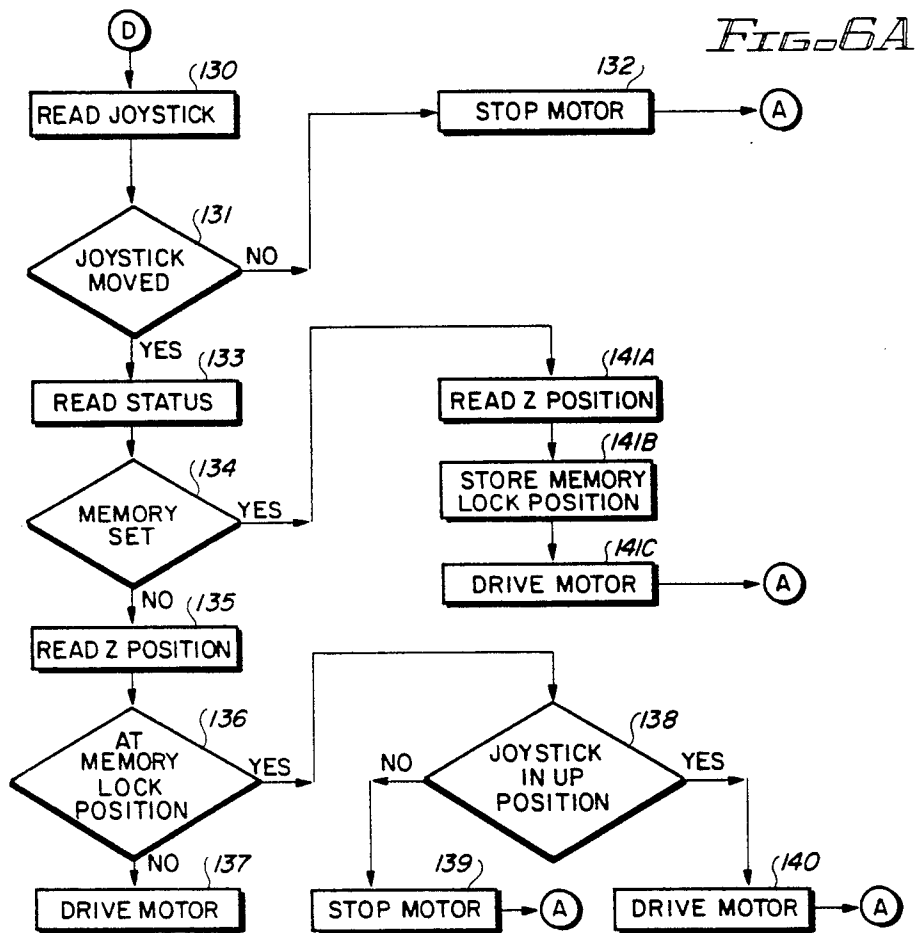 FIG.6A
D
130
READ JOYSTICK
132
STOP MOTOR
A
131
JOYSTICK
MOVED
NO
YES
133
READ STATUS
141A
READ Z POSITION
134
MEMORY
SET
YES
141B
STORE MEMORY
LOCK POSITION
141C
DRIVE MOTOR
A
NO
135
READ Z POSITION
136
AT
MEMORY
LOCK
POSITION
YES
138
JOYSTICK
IN UP
POSITION
NO
YES
NO
137
DRIVE MOTOR
139
STOP MOTOR
A
140
DRIVE MOTOR
A